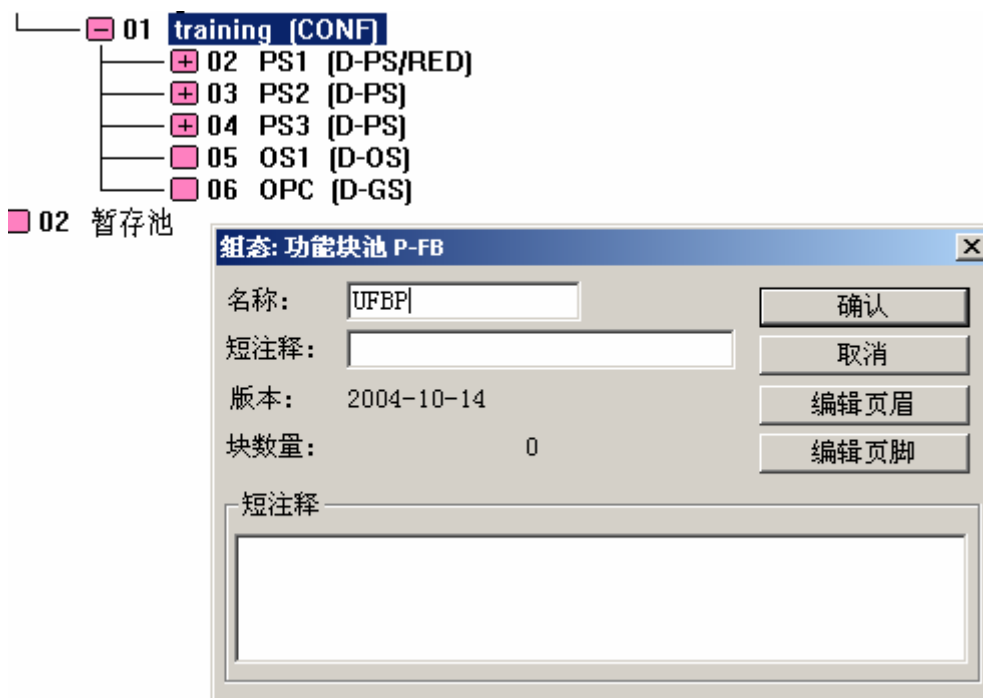 01 training (CONF)
02 PS1 (D-PS/RED)
03 PS2 (D-PS)
04 PS3 (D-PS)
05 OS1 (D-OS)
06 OPC (D-GS)
02 暂存池
组态: 功能块池 P-FB
名称: UFBP 确认
短注释: 取消
版本: 2004-10-14 编辑页眉
块数量: 0 编辑页脚
短注释